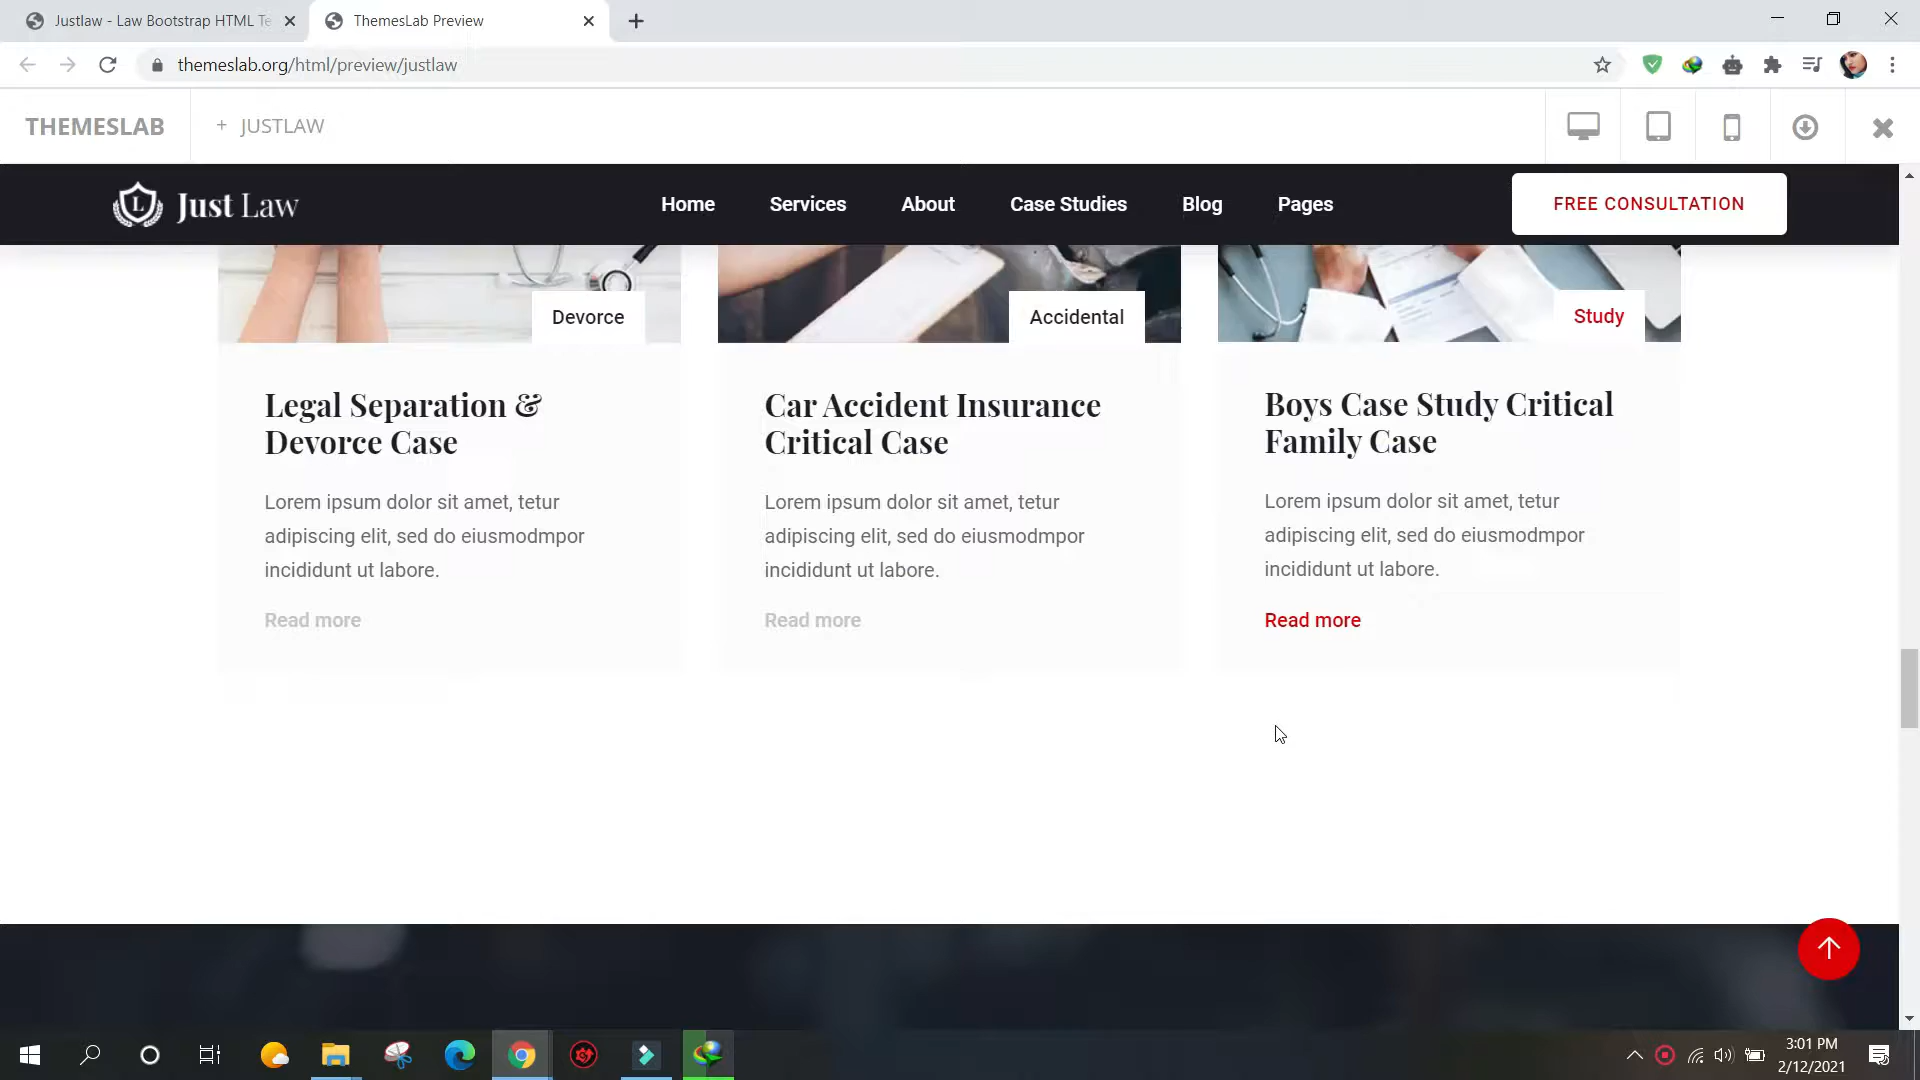 Justlaw - Law Bootstrap HTML Te
ThemesLab Preview
themeslab.org/html/preview/justlaw
THEMESLAB
+ JUSTLAW
L Just Law
Home
Services
About
Case Studies
Blog
Pages
FREE CONSULTATION
Devorce
Accidental
Study
Legal Separation &
Devorce Case
Lorem ipsum dolor sit amet, tetur
adipiscing elit, sed do eiusmodmpor
incididunt ut labore.
Read more
Car Accident Insurance
Critical Case
Lorem ipsum dolor sit amet, tetur
adipiscing elit, sed do eiusmodmpor
incididunt ut labore.
Read more
Boys Case Study Critical
Family Case
Lorem ipsum dolor sit amet, tetur
adipiscing elit, sed do eiusmodmpor
incididunt ut labore.
Read more
3:01 PM
2/12/2021